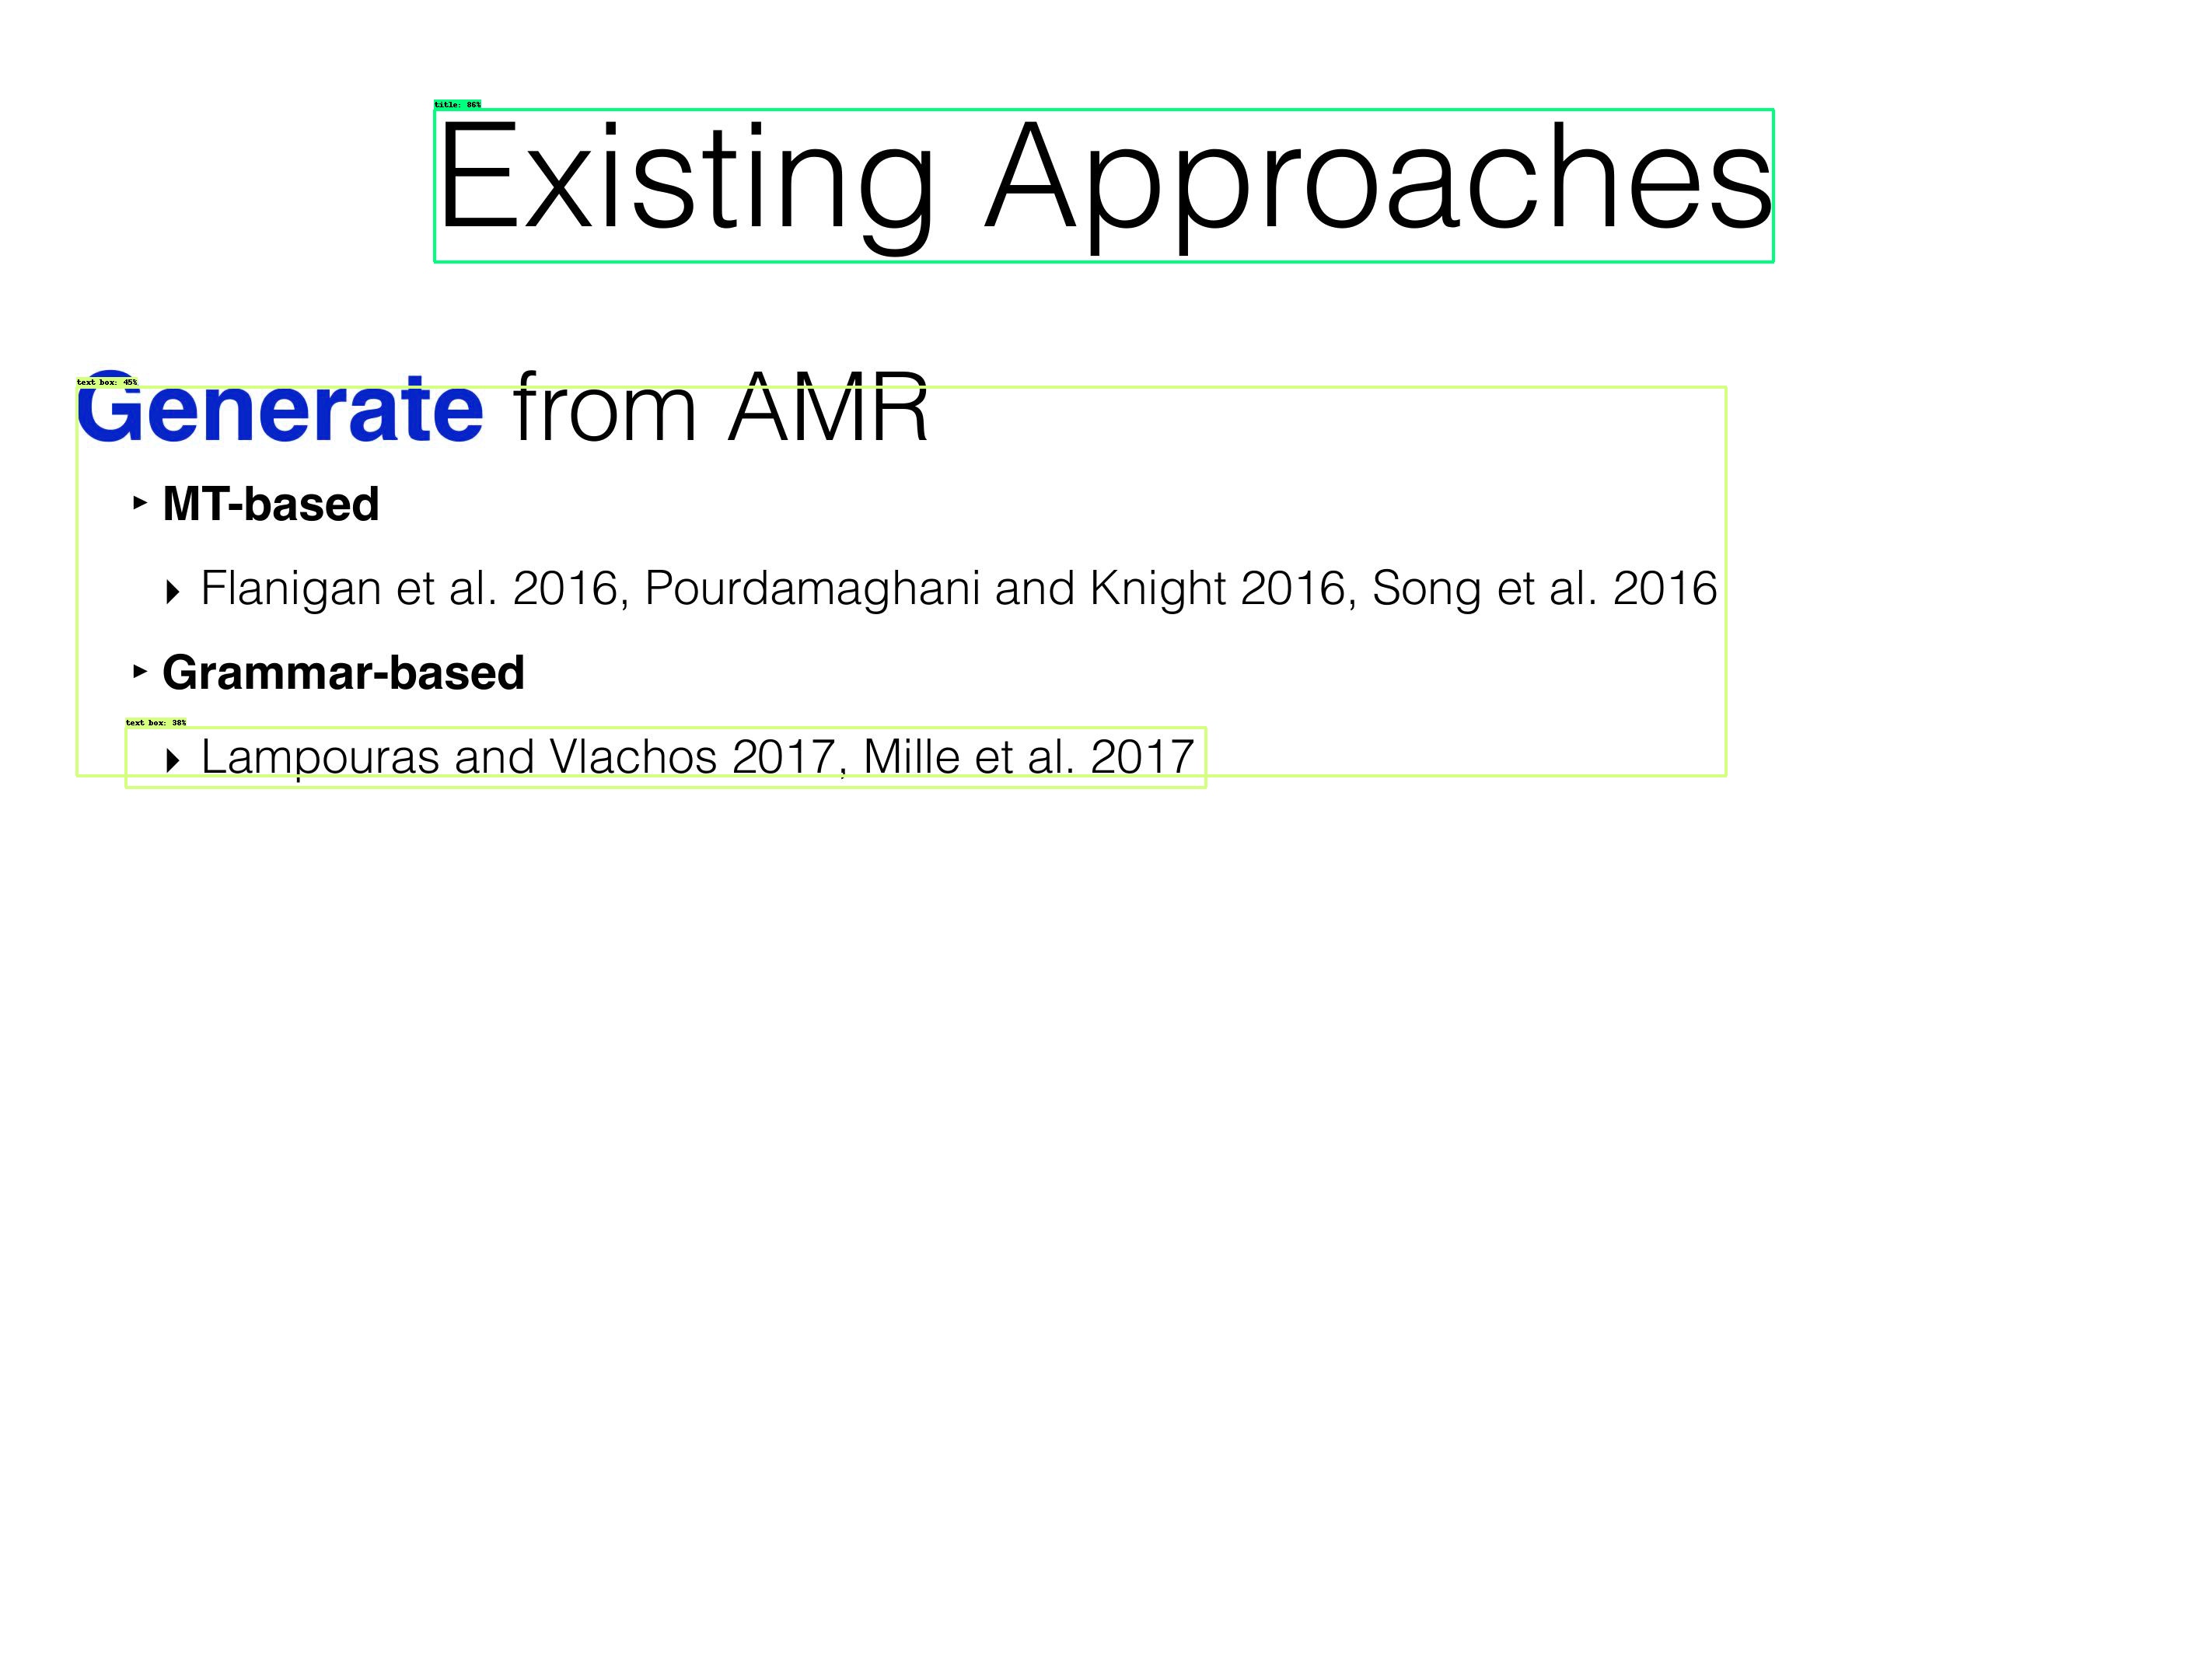 title: 86%
Existing Approaches
text box: 45%
Generate from AMR
‣ MT-based
‣ Flanigan et al. 2016, Pourdamaghani and Knight 2016, Song et al. 2016
‣ Grammar-based
text box: 38%
‣ Lampouras and Vlachos 2017, Mille et al. 2017